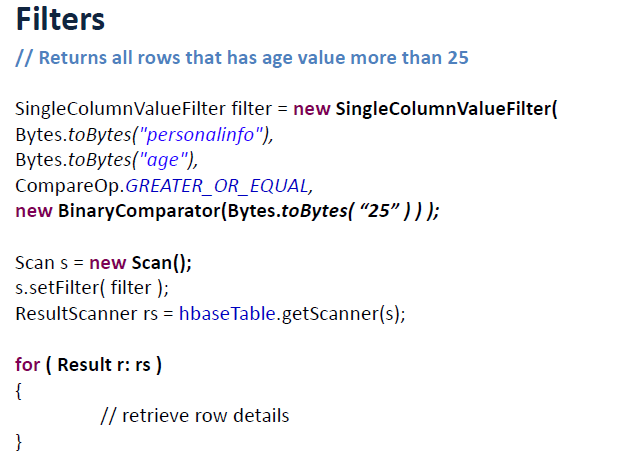 Filters
// Returns all rows that has age value more than 25
SingleColumnValueFilter filter = new SingleColumnValueFilter(
Bytes.toBytes("personalinfo"),
Bytes.toBytes("age"),
CompareOp.GREATER_OR_EQUAL,
new BinaryComparator(Bytes.toBytes( “25” ) ) );
Scan s = new Scan();
s.setFilter( filter );
ResultScanner rs = hbaseTable.getScanner(s);
for ( Result r: rs )
{
// retrieve row details
}